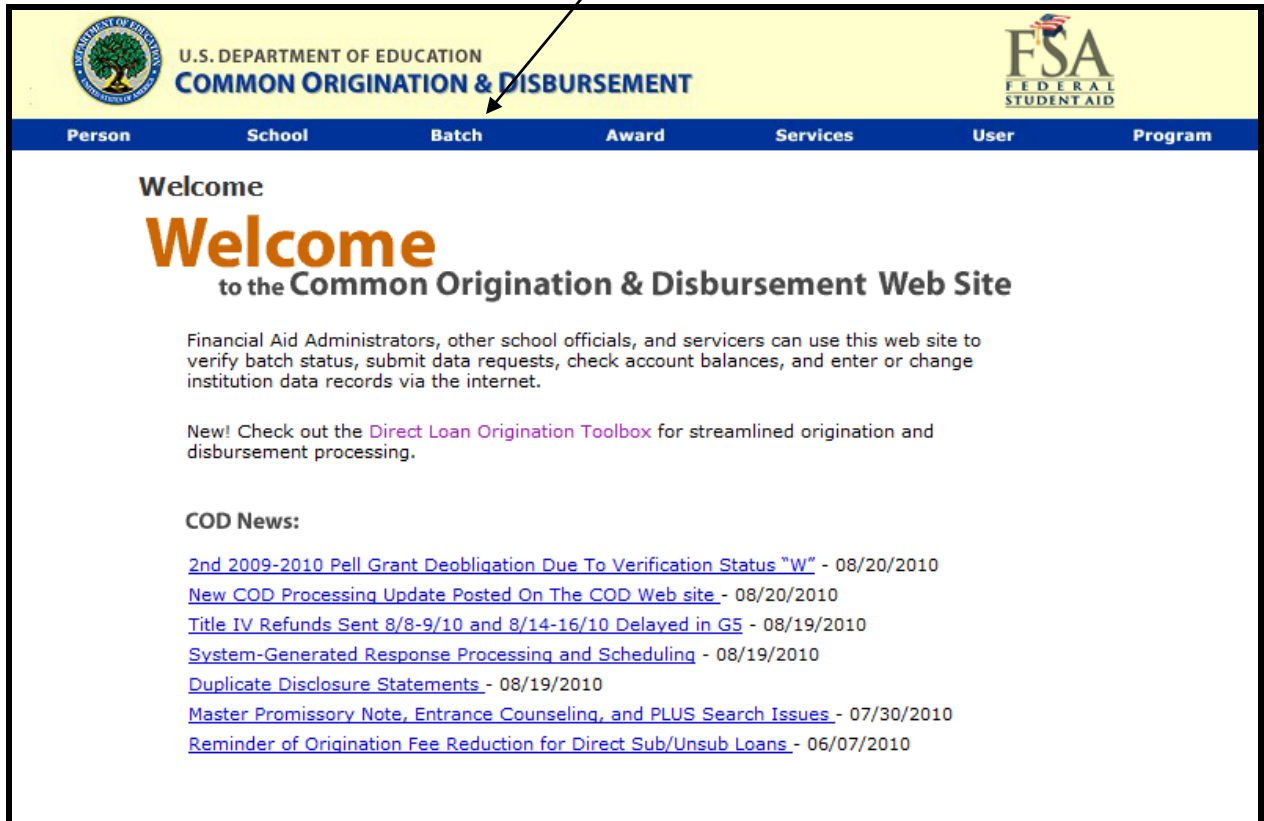 U.S. DEPARTMENT OF EDUCATION
COMMON ORIGINATION & DISBURSEMENT
FSA
FEDERAL
STUDENT AID
Person School Batch Award Services User Program
Welcome
Welcome
to the Common Origination & Disbursement Web Site
Financial Aid Administrators, other school officials, and servicers can use this web site to
verify batch status, submit data requests, check account balances, and enter or change
institution data records via the internet.
New! Check out the Direct Loan Origination Toolbox for streamlined origination and
disbursement processing.
COD News:
2nd 2009-2010 Pell Grant Deobligation Due To Verification Status “W” - 08/20/2010
New COD Processing Update Posted On The COD Web site - 08/20/2010
Title IV Refunds Sent 8/8-9/10 and 8/14-16/10 Delayed in G5 - 08/19/2010
System-Generated Response Processing and Scheduling - 08/19/2010
Duplicate Disclosure Statements - 08/19/2010
Master Promissory Note, Entrance Counseling, and PLUS Search Issues - 07/30/2010
Reminder of Origination Fee Reduction for Direct Sub/Unsub Loans - 06/07/2010